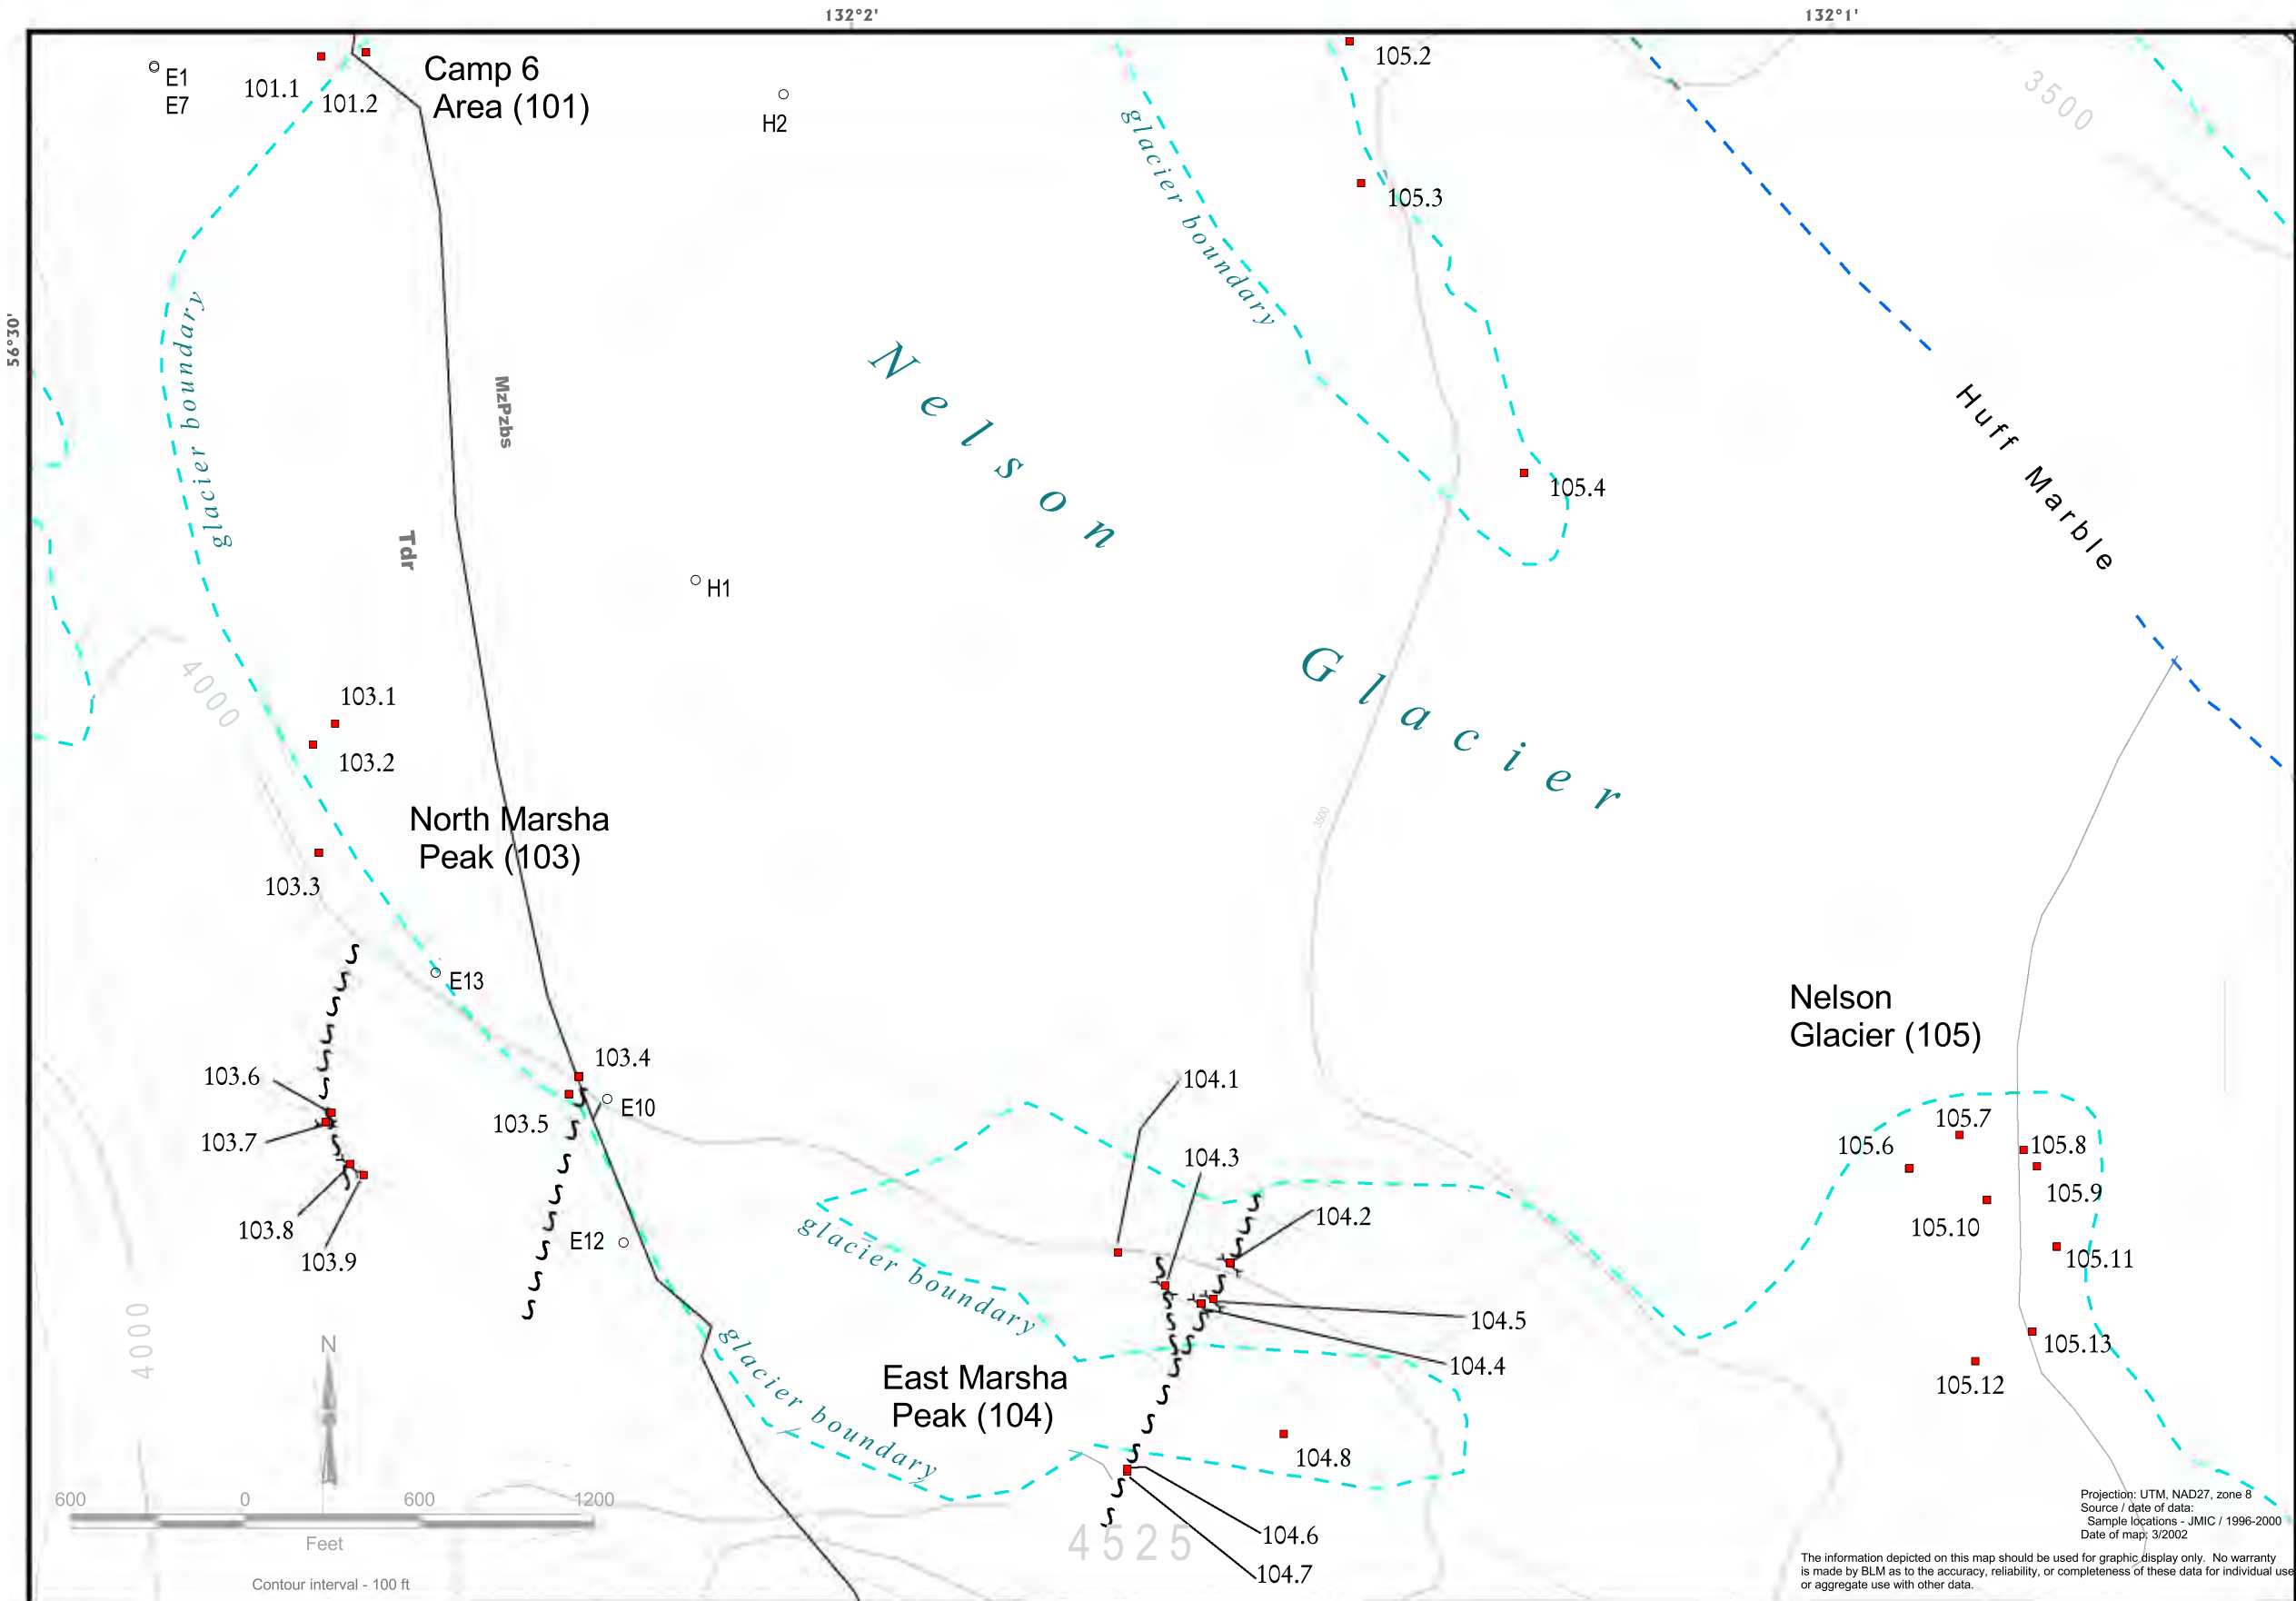 132°2'
132°1'
56°30'
E1
E7
101.1
101.2
Camp 6
Area (101)
H2
105.2
3500
glacier boundary
105.3
glacier boundary
MzPzbs
Nelson
Huff Marble
105.4
Tdr
H1
Glacier
4000
103.1
103.2
North Marsha
Peak (103)
3500
103.3
E13
Nelson
Glacier (105)
103.4
103.6
104.1
E10
103.5
103.7
105.7
105.6
105.8
104.3
105.9
104.2
105.10
103.8
E12
103.9
glacier boundary
105.11
104.5
4000
N
105.13
104.4
glacier boundary
East Marsha
Peak (104)
105.12
104.8
600 0 600 1200
Feet
Contour interval - 100 ft
4525
104.6
104.7
Projection: UTM, NAD27, zone 8
Source / date of data:
Sample locations - JMIC / 1996-2000
Date of map: 3/2002
The information depicted on this map should be used for graphic display only. No warranty
is made by BLM as to the accuracy, reliability, or completeness of these data for individual use
or aggregate use with other data.